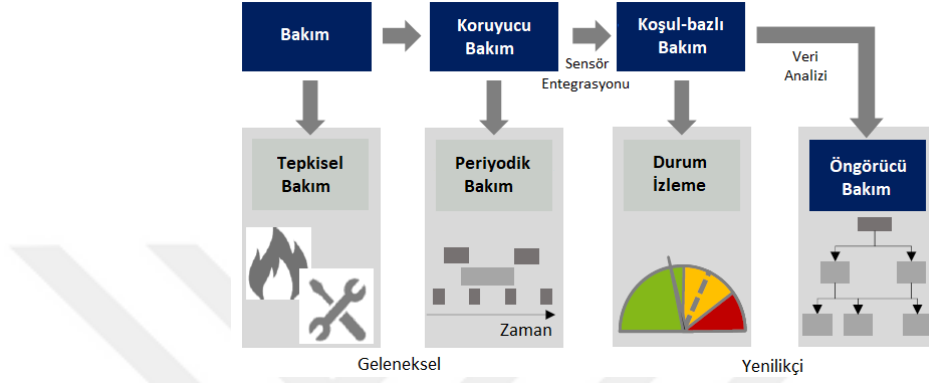 Bakım
Koruyucu
Bakım
Koşul-bazlı
Bakım
Sensör
Entegrasyonu
Veri
Analizi
Tepkisel
Bakım
Periyodik
Bakım
Durum
İzleme
Öngörücü
Bakım
Zaman
Geleneksel
Yenilikçi